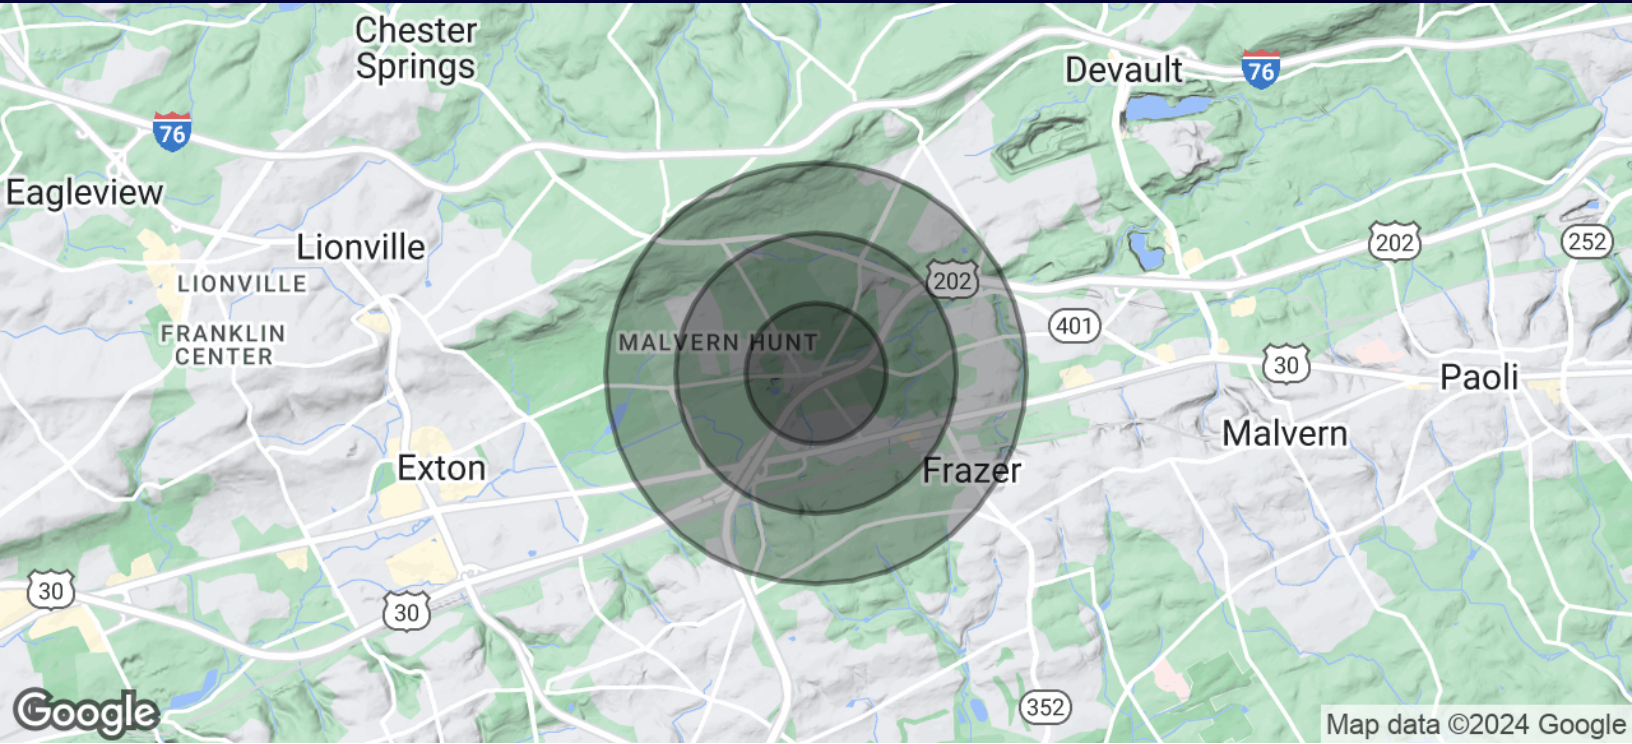 Chester
Springs
Devault
76
76
Eagleview
Lionville
202
252
LIONVILLE
202
FRANKLIN
CENTER
MALVERN HUNT
401
30
Paoli
Malvern
Exton
Frazer
30
30
352
Google
Map data ©2024 Google